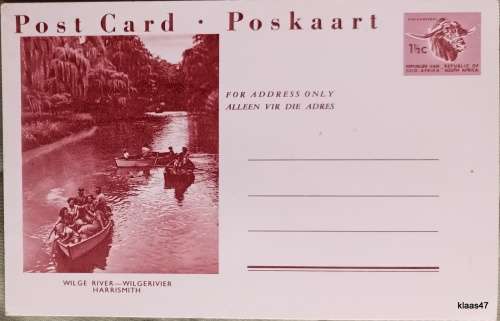 Post Card · Poskaart
1½c
REPUBLIEK VAN SUID-AFRIKA
REPUBLIC OF SOUTH AFRICA
FOR ADDRESS ONLY
ALLEEN VIR DIE ADRES
WILGE RIVER—WILGERIVIER
HARRISMITH
klaas47